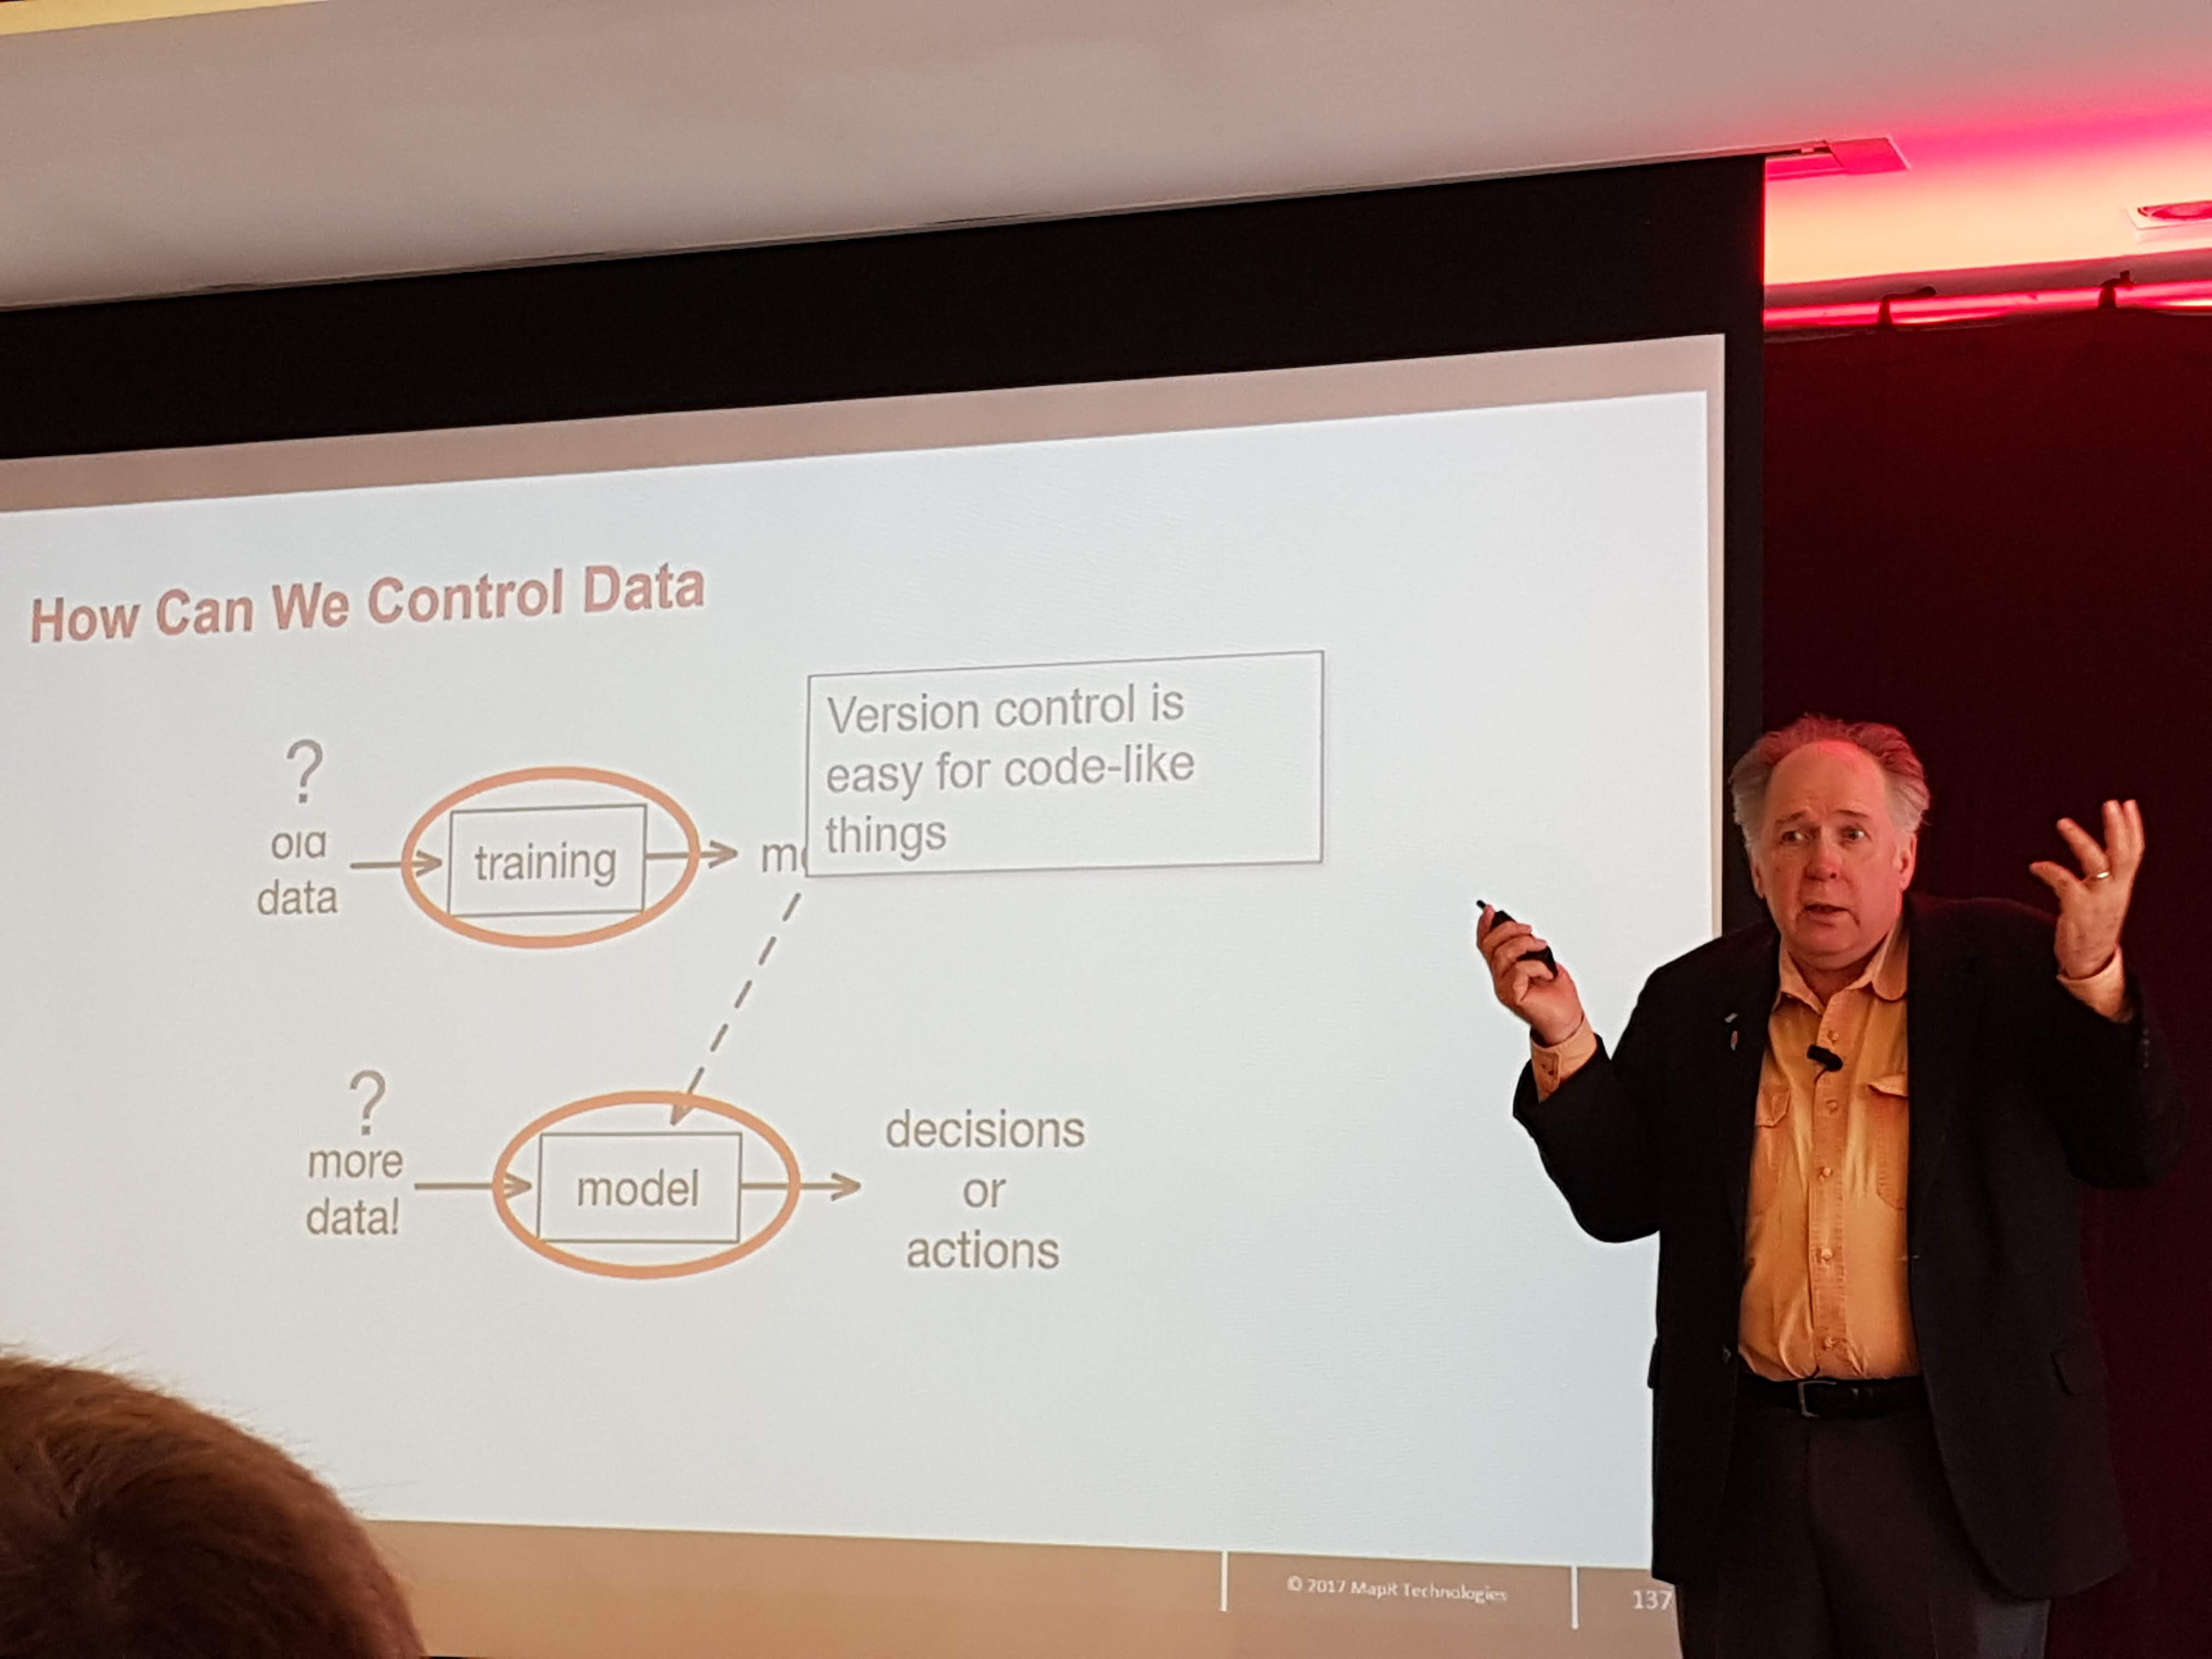 How Can We Control Data
?
old
data
training
Version control is
easy for code-like
things
?
more
data!
model
decisions
or
actions
© 2017 MapR Technologies
137